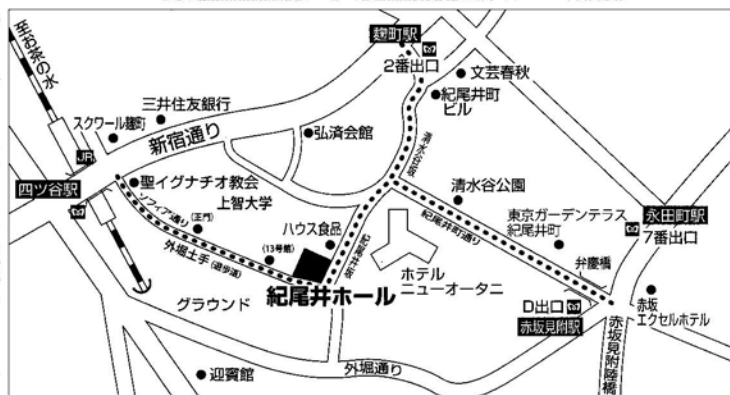 至お茶の水
麹町駅
2番出口
文芸春秋
紀尾井町
ビル
三井住友銀行
スクワール麹町
新宿通り
弘済会館
清水谷坂
JR
四ツ谷駅
聖イグナチオ教会
上智大学
ソフィア通り
(正門)
外堀土手(遊歩道)
(13号館)
ハウス食品
紀尾井坂
清水谷公園
紀尾井町通り
東京ガーデンテラス
紀尾井町
永田町駅
7番出口
弁慶橋
ホテル
ニューオータニ
グラウンド
紀尾井ホール
D出口
赤坂見附駅
赤坂
エクセルホテル
赤坂見附陸橋
外堀通り
迎賓館